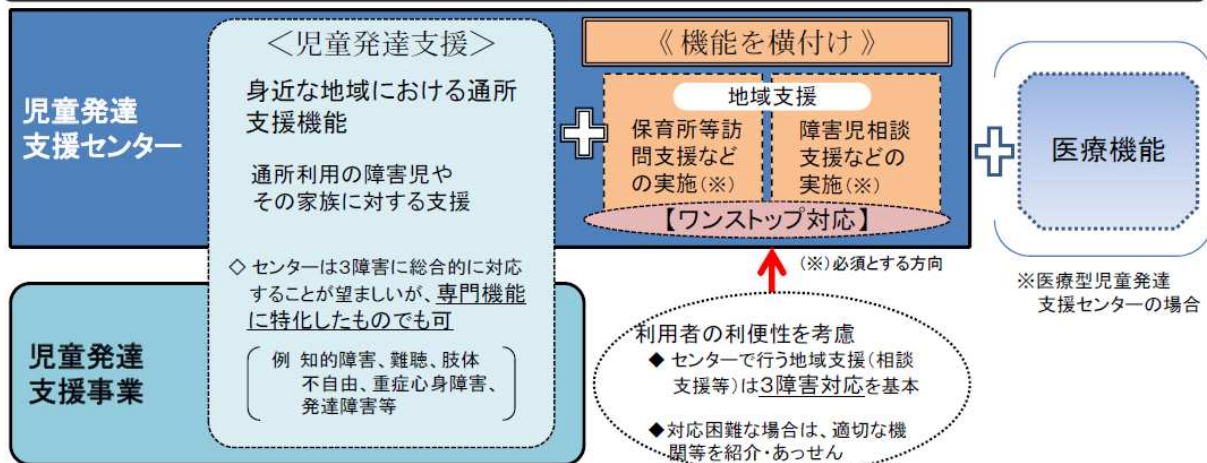 児童発達
支援センター
＜児童発達支援＞
身近な地域における通所
支援機能
通所利用の障害児や
その家族に対する支援
◇ センターは３障害に総合的に対応
することが望ましいが、専門機能
に特化したものでも可
例 知的障害、難聴、肢体
不自由、重症心身障害、
発達障害等
《 機能を横付け 》
地域支援
保育所等訪
問支援など
の実施(※)
障害児相談
支援などの
実施(※)
【ワンストップ対応】
(※)必須とする方向
医療機能
※医療型児童発達
支援センターの場合
児童発達
支援事業
利用者の利便性を考慮
◆ センターで行う地域支援(相談
支援等)は３障害対応を基本
◆対応困難な場合は、適切な機
関等を紹介・あっせん